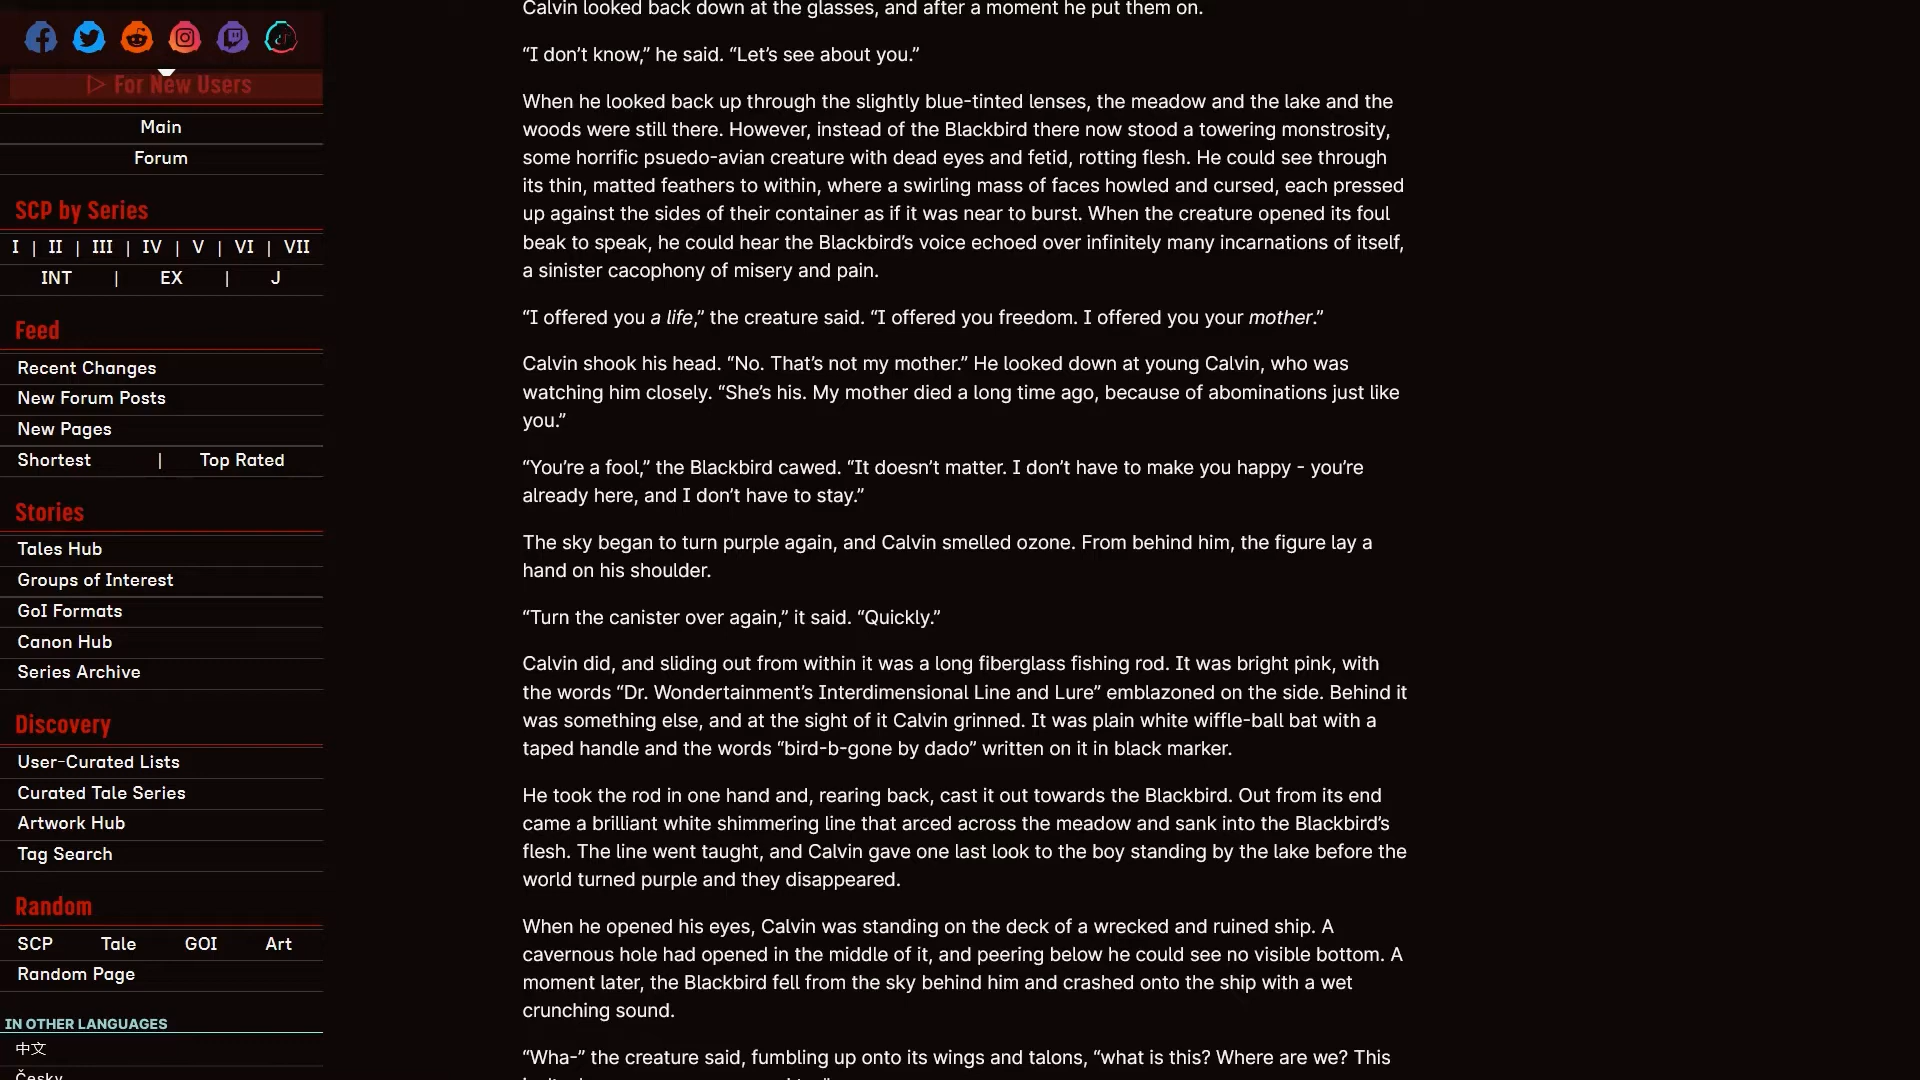 ▷ For New Users
Main
Forum
SCP by Series
I | II | III | IV | V | VI | VII
INT | EX | J
Feed
Recent Changes
New Forum Posts
New Pages
Shortest | Top Rated
Stories
Tales Hub
Groups of Interest
GoI Formats
Canon Hub
Series Archive
Discovery
User-Curated Lists
Curated Tale Series
Artwork Hub
Tag Search
Random
SCP Tale GOI Art
Random Page
IN OTHER LANGUAGES
中文
Česky
Calvin looked back down at the glasses, and after a moment he put them on.
“I don’t know,” he said. “Let’s see about you.”
When he looked back up through the slightly blue-tinted lenses, the meadow and the lake and the
woods were still there. However, instead of the Blackbird there now stood a towering monstrosity,
some horrific psuedo-avian creature with dead eyes and fetid, rotting flesh. He could see through
its thin, matted feathers to within, where a swirling mass of faces howled and cursed, each pressed
up against the sides of their container as if it was near to burst. When the creature opened its foul
beak to speak, he could hear the Blackbird’s voice echoed over infinitely many incarnations of itself,
a sinister cacophony of misery and pain.
“I offered you a life,” the creature said. “I offered you freedom. I offered you your mother.”
Calvin shook his head. “No. That’s not my mother.” He looked down at young Calvin, who was
watching him closely. “She’s his. My mother died a long time ago, because of abominations just like
you.”
“You’re a fool,” the Blackbird cawed. “It doesn’t matter. I don’t have to make you happy - you’re
already here, and I don’t have to stay.”
The sky began to turn purple again, and Calvin smelled ozone. From behind him, the figure lay a
hand on his shoulder.
“Turn the canister over again,” it said. “Quickly.”
Calvin did, and sliding out from within it was a long fiberglass fishing rod. It was bright pink, with
the words “Dr. Wondertainment’s Interdimensional Line and Lure” emblazoned on the side. Behind it
was something else, and at the sight of it Calvin grinned. It was plain white wiffle-ball bat with a
taped handle and the words “bird-b-gone by dado” written on it in black marker.
He took the rod in one hand and, rearing back, cast it out towards the Blackbird. Out from its end
came a brilliant white shimmering line that arced across the meadow and sank into the Blackbird’s
flesh. The line went taught, and Calvin gave one last look to the boy standing by the lake before the
world turned purple and they disappeared.
When he opened his eyes, Calvin was standing on the deck of a wrecked and ruined ship. A
cavernous hole had opened in the middle of it, and peering below he could see no visible bottom. A
moment later, the Blackbird fell from the sky behind him and crashed onto the ship with a wet
crunching sound.
“Wha-” the creature said, fumbling up onto its wings and talons, “what is this? Where are we? This